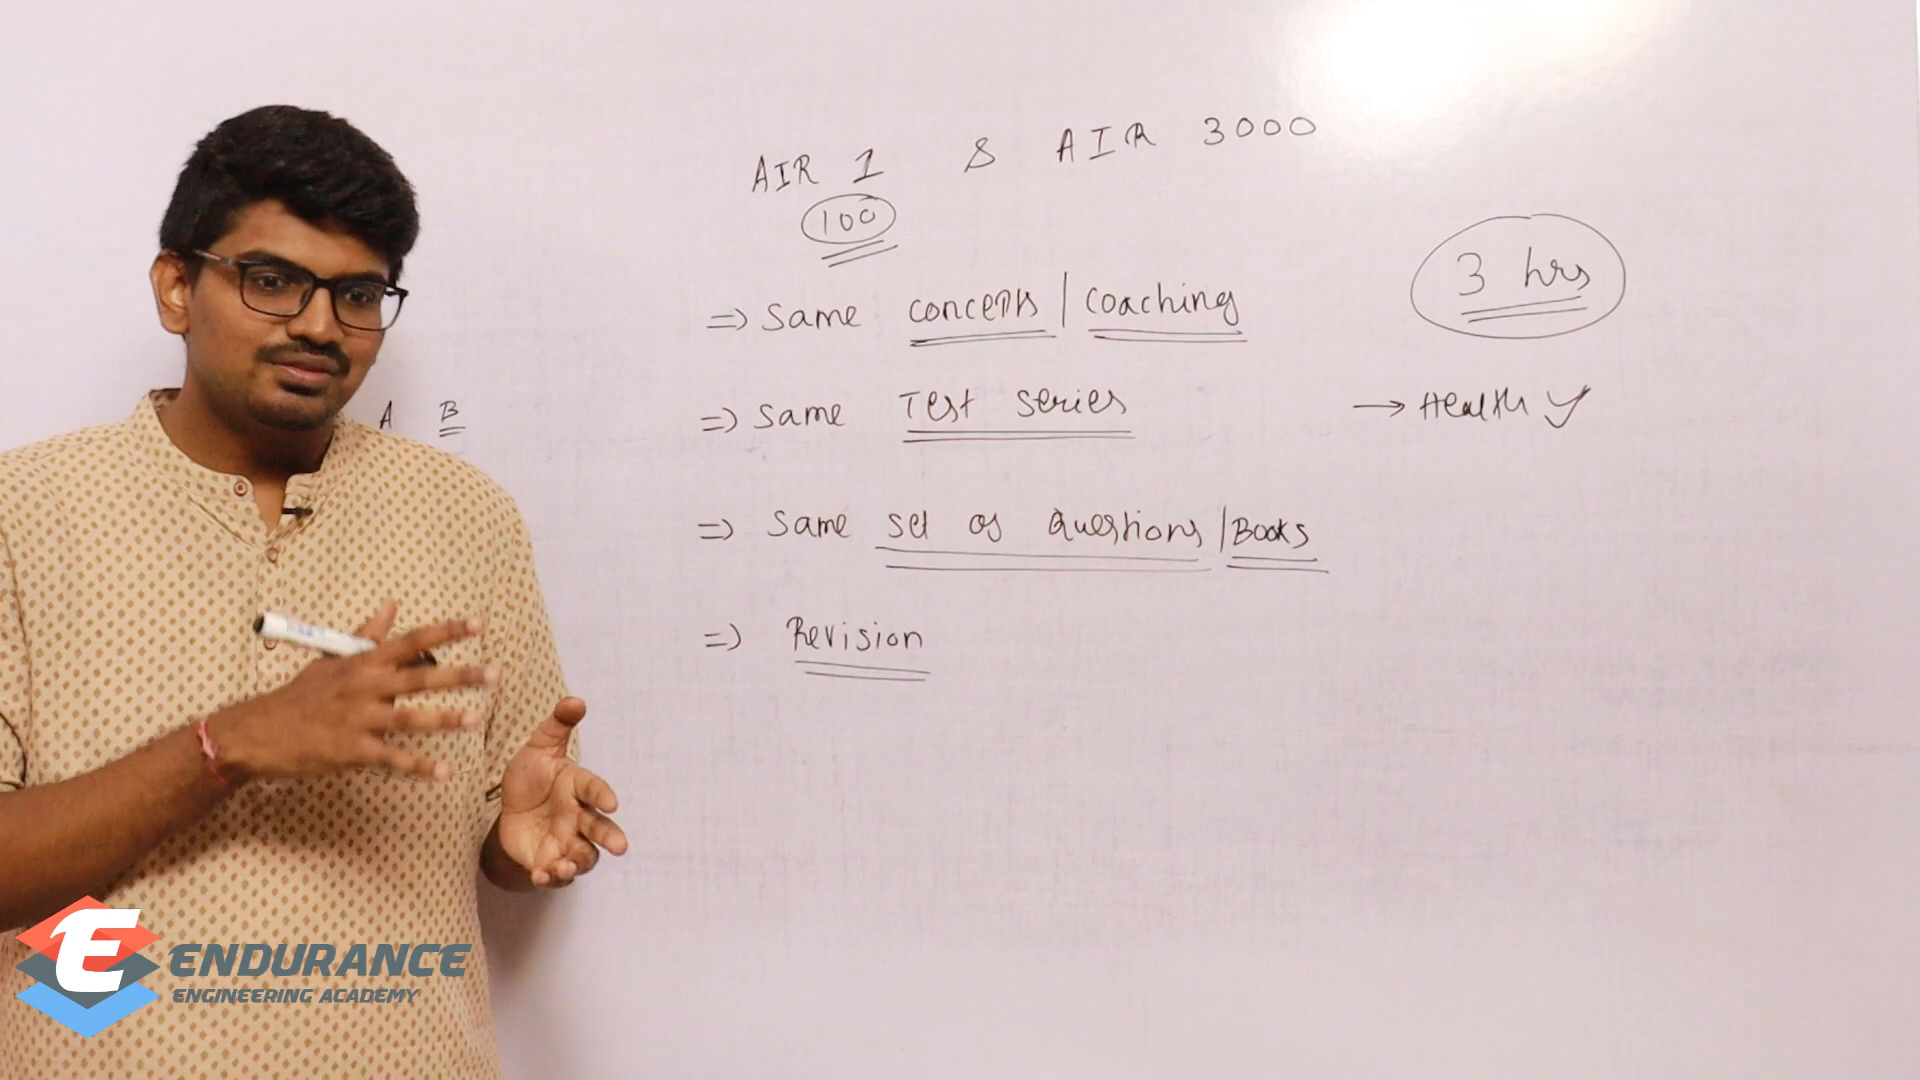 AIR 1 & AIR 3000
100
3 hrs
=> Same concepts / coaching
A B
=> Same Test series
→ Health ✓
=> Same set of Questions / Books
=> Revision
E ENDURANCE
ENGINEERING ACADEMY